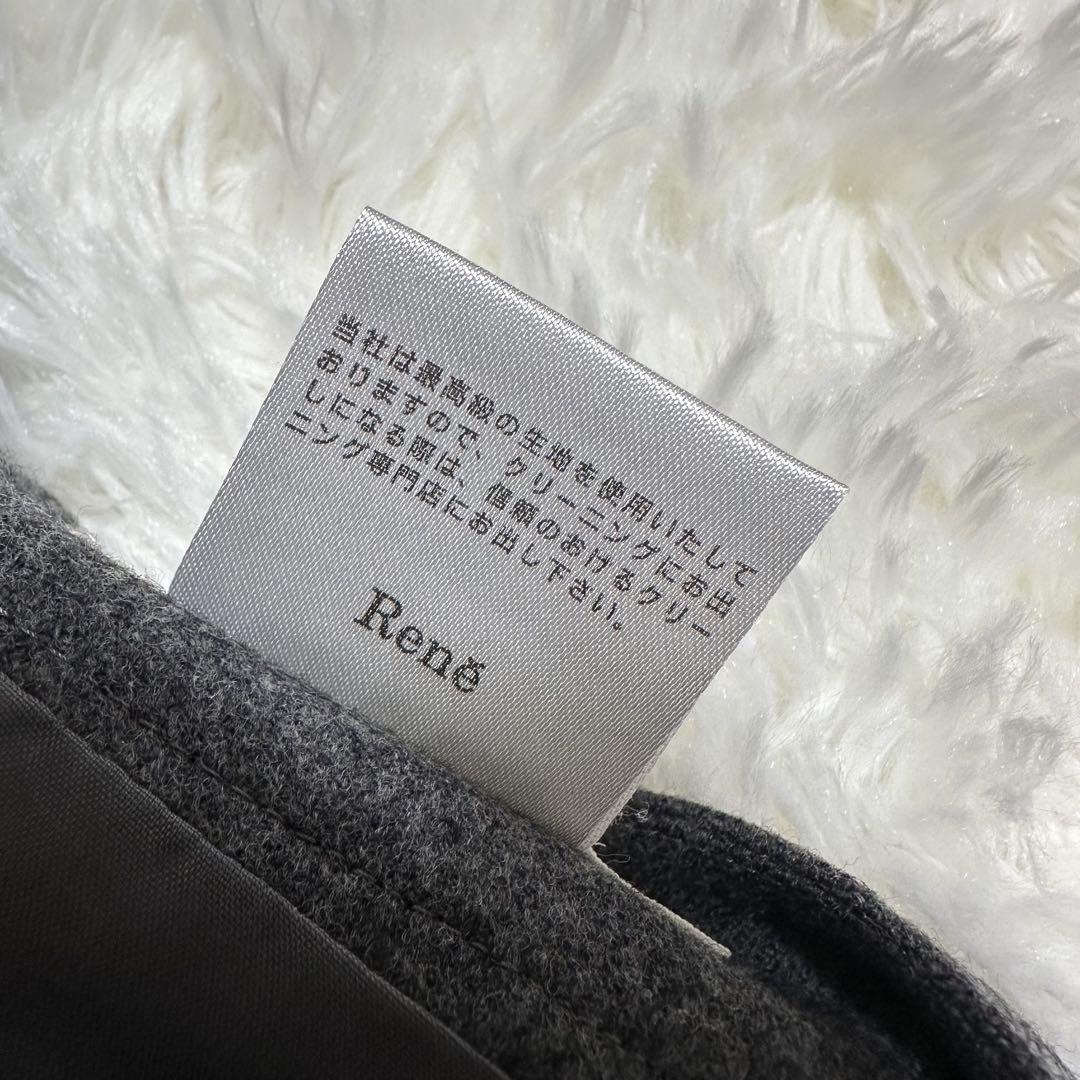 当社は最高級の生地を使用いたして
おりますので、クリーニングにお出
しになる際は、信頼のおけるクリー
ニング専門店にお出し下さい。
René